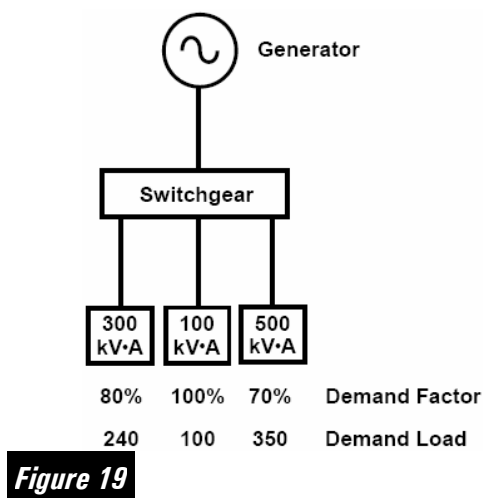 Generator
Switchgear
300 kV•A
100 kV•A
500 kV•A
80% 100% 70% Demand Factor
240 100 350 Demand Load
Figure 19